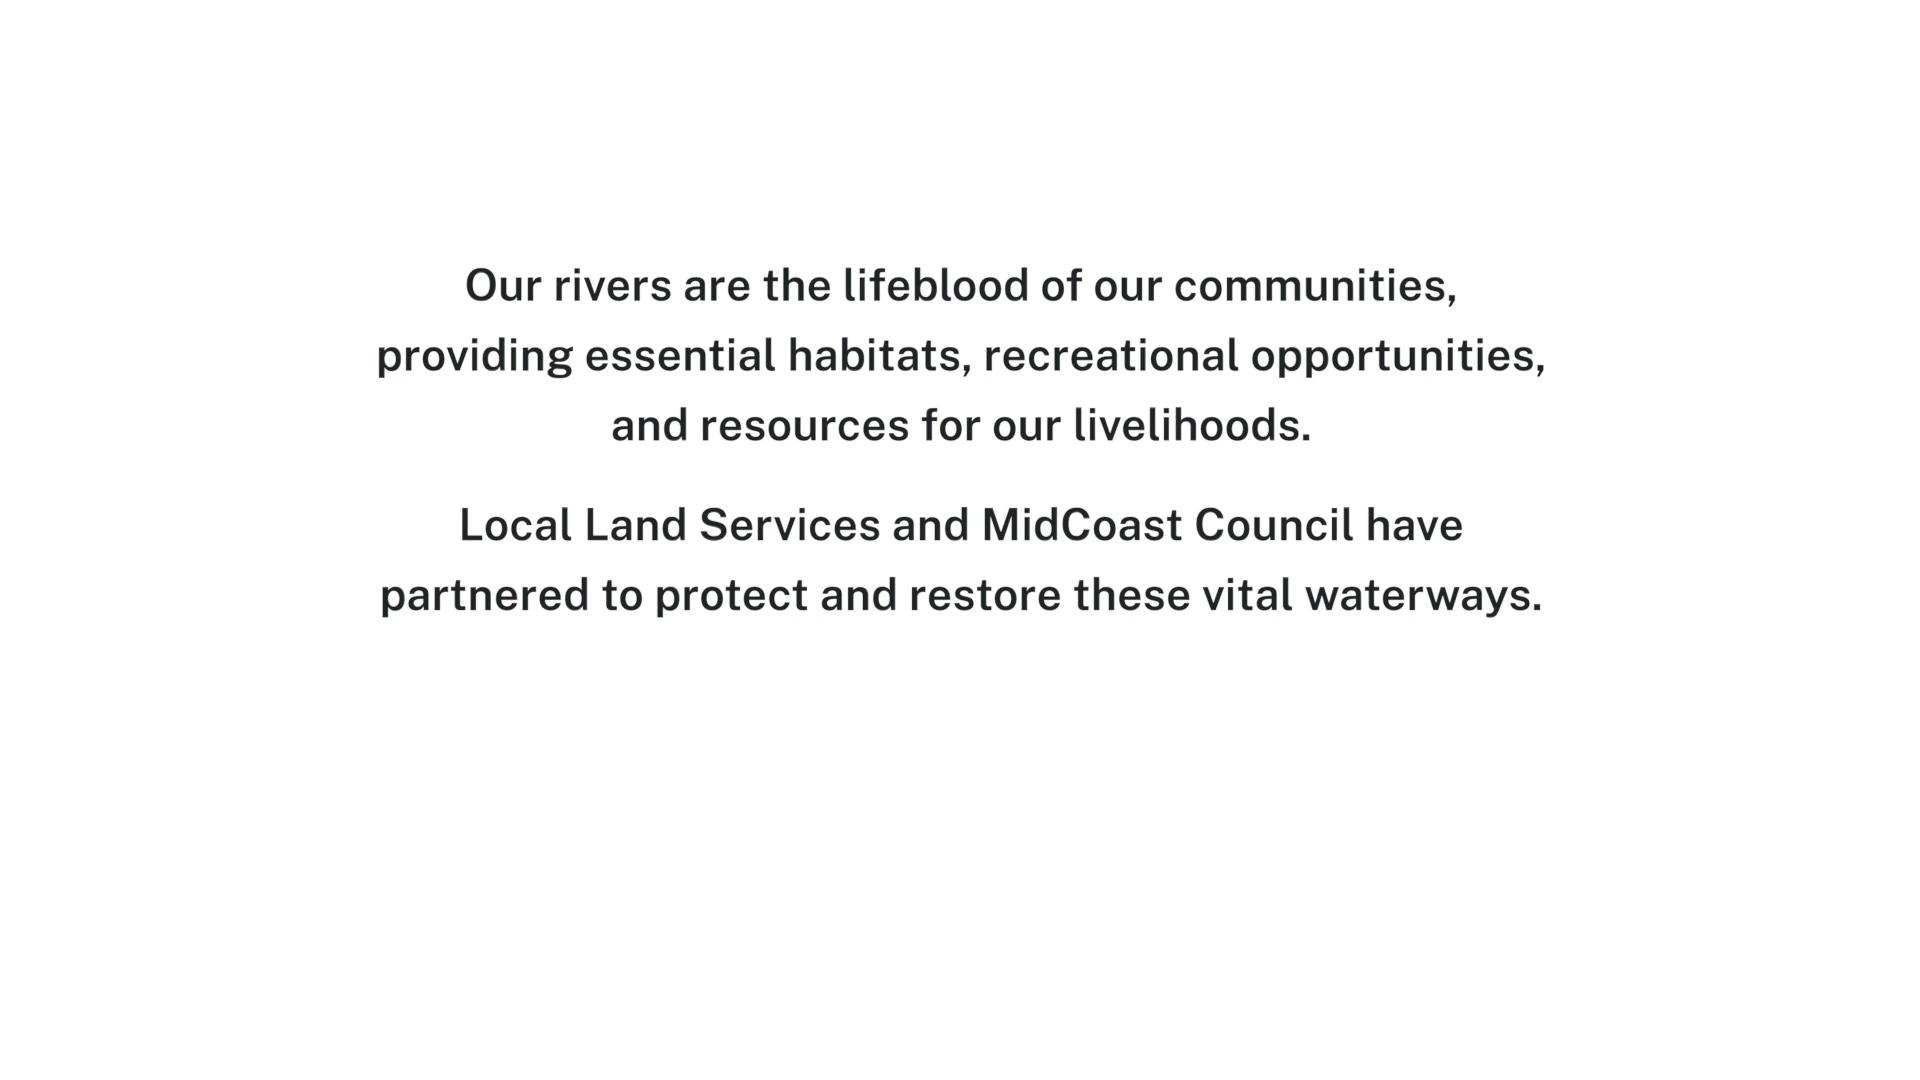 Our rivers are the lifeblood of our communities,
providing essential habitats, recreational opportunities,
and resources for our livelihoods.
Local Land Services and MidCoast Council have
partnered to protect and restore these vital waterways.